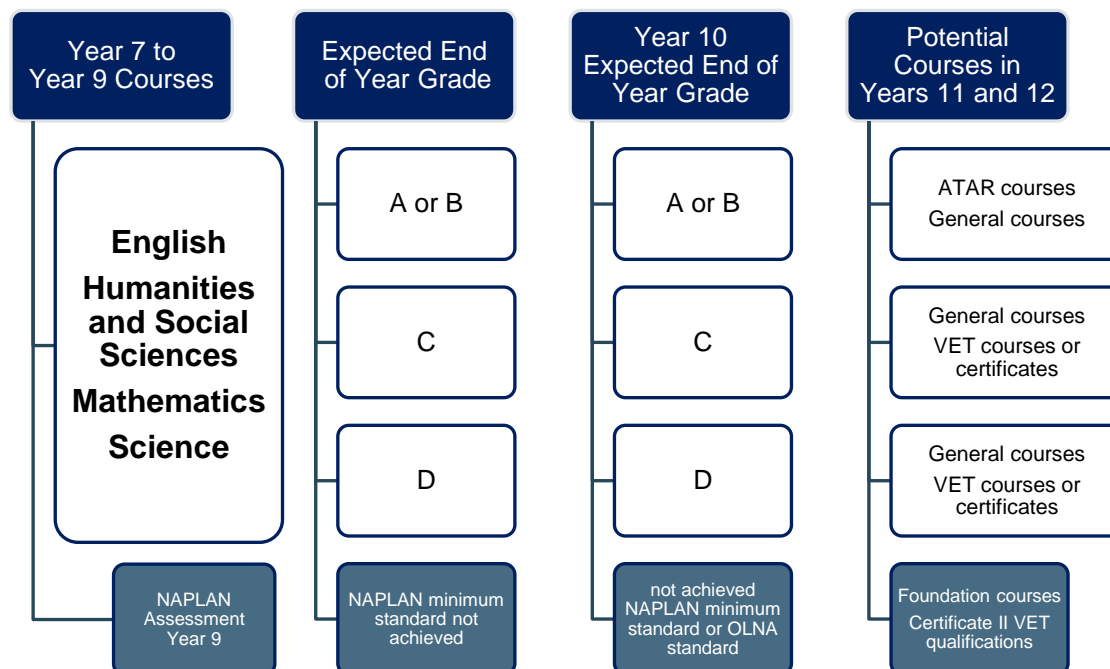 Year 7 to
Year 9 Courses
English
Humanities
and Social
Sciences
Mathematics
Science
NAPLAN
Assessment
Year 9
Expected End
of Year Grade
A or B
C
D
NAPLAN minimum
standard not
achieved
Year 10
Expected End of
Year Grade
A or B
C
D
not achieved
NAPLAN minimum
standard or OLNA
standard
Potential
Courses in
Years 11 and 12
ATAR courses
General courses
General courses
VET courses or
certificates
General courses
VET courses or
certificates
Foundation courses
Certificate II VET
qualifications